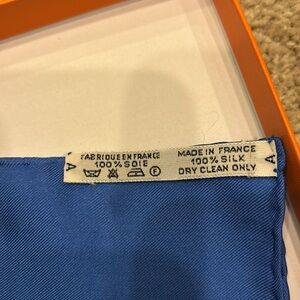 FABRIQUE EN FRANCE
100% SOIE
A
MADE IN FRANCE
100% SILK
DRY CLEAN ONLY
A